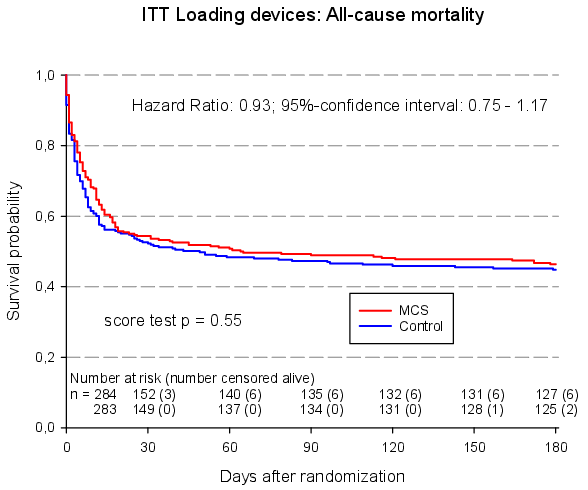 ITT Loading devices: All-cause mortality
1,0
Hazard Ratio: 0.93; 95%-confidence interval: 0.75 - 1.17
0,8
0,6
Survival probability
0,4
score test p = 0.55
MCS
Control
0,2
Number at risk (number censored alive)
n = 284 152 (3) 140 (6) 135 (6) 132 (6) 131 (6) 127 (6)
283 149 (0) 137 (0) 134 (0) 131 (0) 128 (1) 125 (2)
0,0
0 30 60 90 120 150 180
Days after randomization